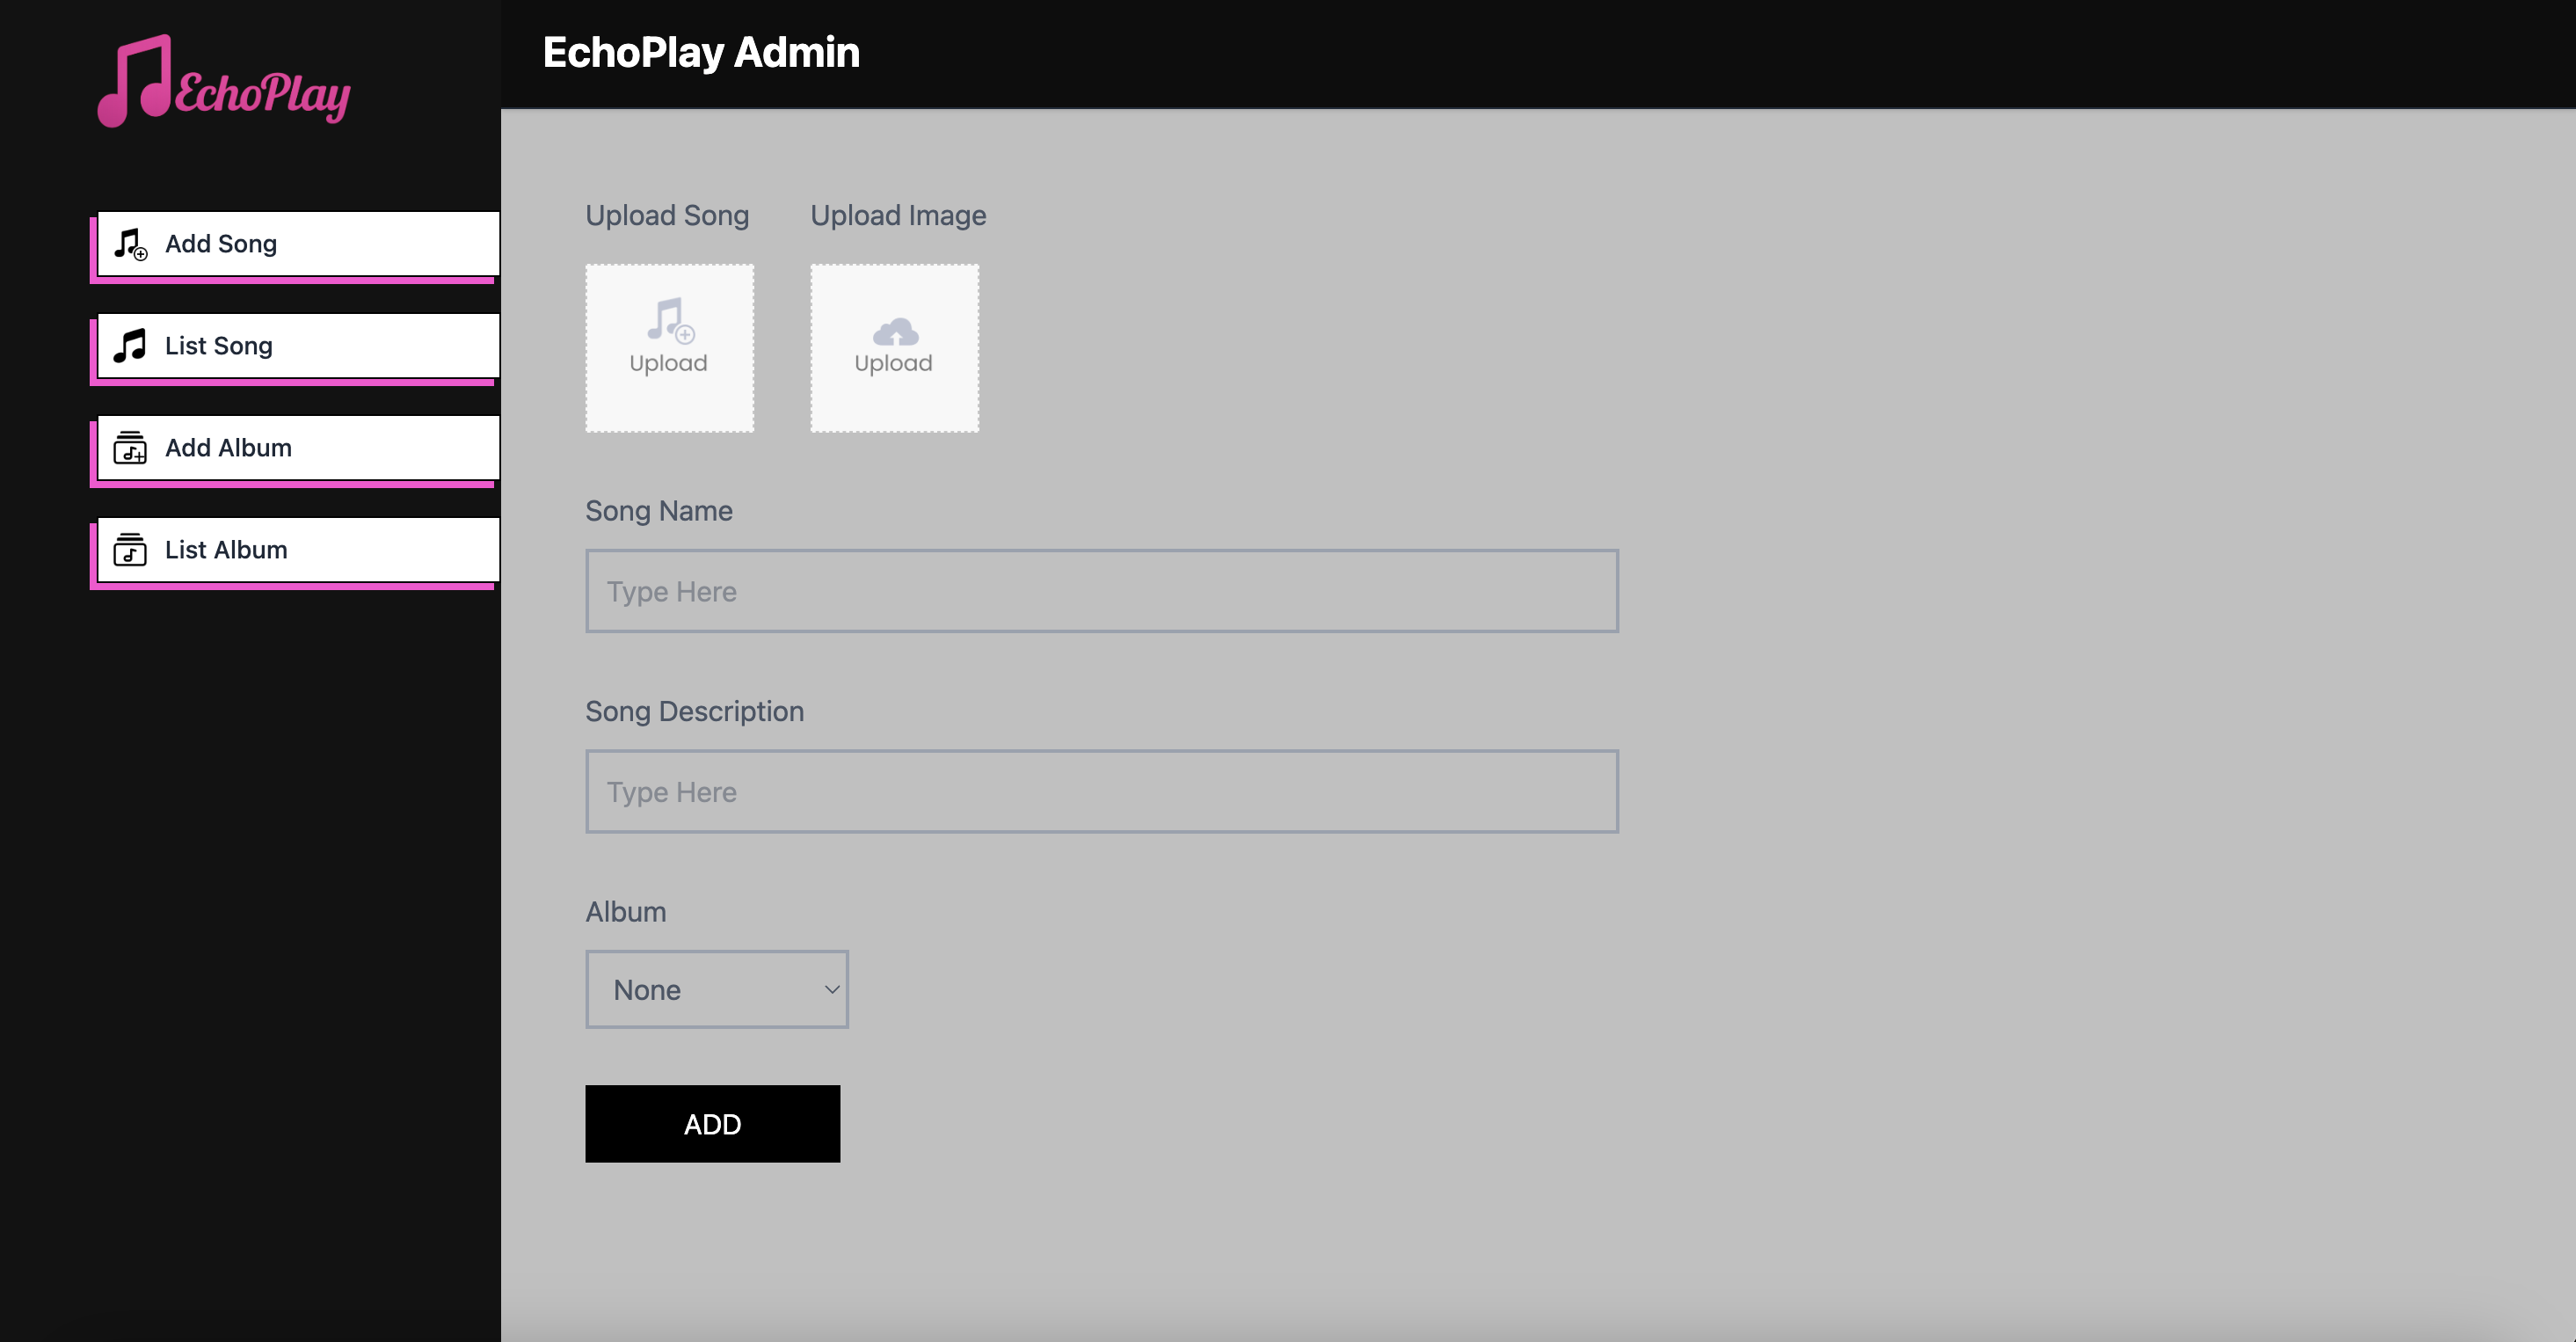 EchoPlay
Add Song
List Song
Add Album
List Album
EchoPlay Admin
Upload Song
Upload Image
Upload
Upload
Song Name
Type Here
Song Description
Type Here
Album
None
ADD